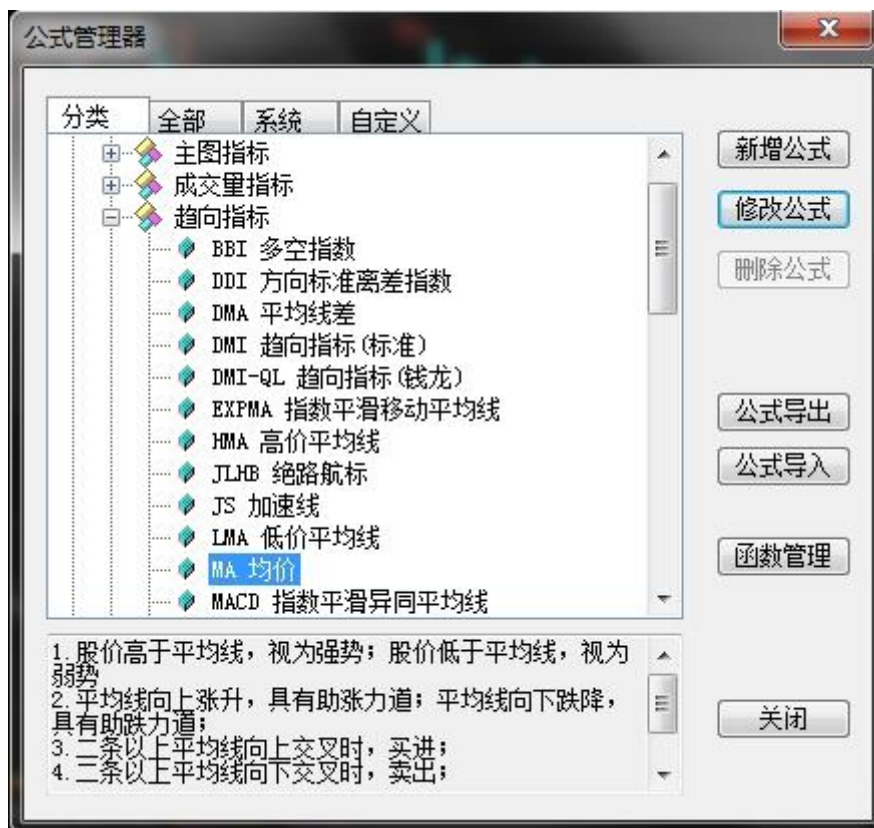 公式管理器
分类 全部 系统 自定义
主图指标
成交量指标
趋向指标
BBI 多空指数
DDI 方向标准离差指数
DMA 平均线差
DMI 趋向指标(标准)
DMI-QL 趋向指标(钱龙)
EXPMA 指数平滑移动平均线
HMA 高价平均线
JLHB 绝路航标
JS 加速线
LMA 低价平均线
MA 均价
MACD 指数平滑异同平均线
新增公式
修改公式
删除公式
公式导出
公式导入
函数管理
关闭
1.股价高于平均线，视为强势；股价低于平均线，视为
弱势
2.平均线向上涨升，具有助涨力道；平均线向下跌降，
具有助跌力道；
3.二条以上平均线向上交叉时，买进；
4.二条以上平均线向下交叉时，卖出；